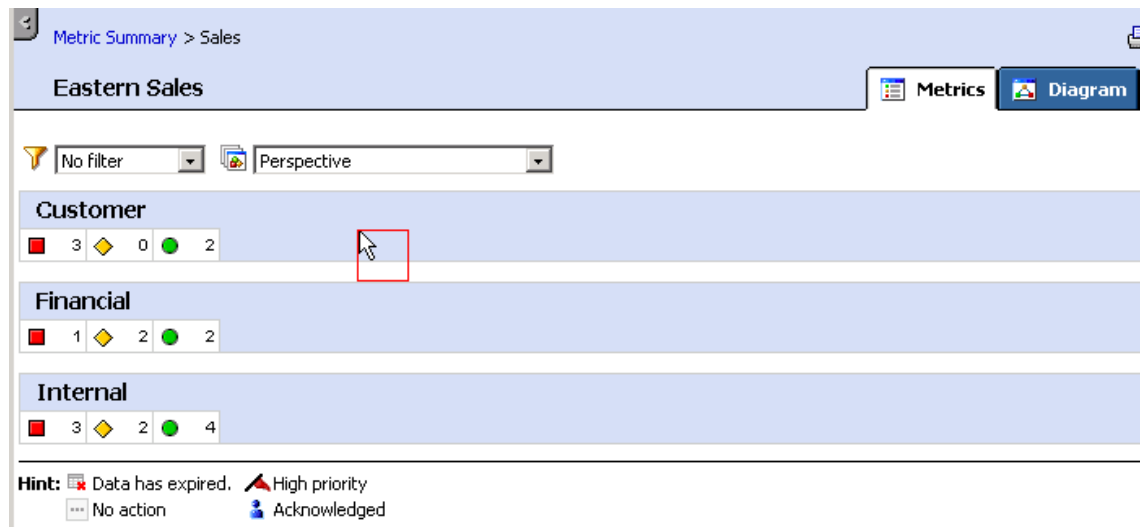 Metric Summary > Sales
Eastern Sales
Metrics
Diagram
No filter
Perspective
Customer
3 0 2
Financial
1 2 2
Internal
3 2 4
Hint: Data has expired. High priority
No action Acknowledged